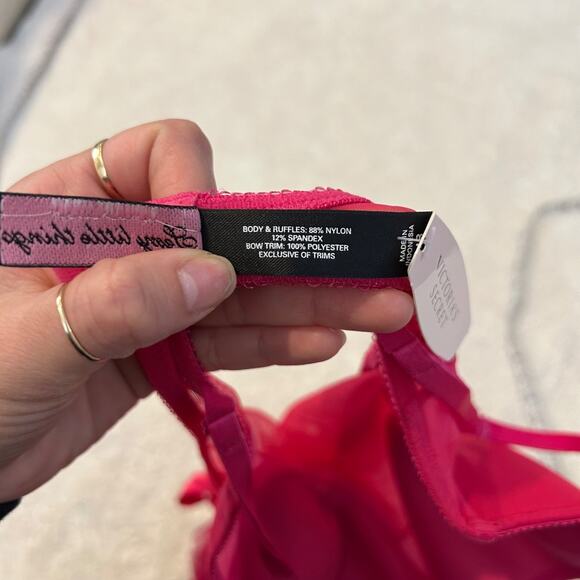 Sexy little things
BODY & RUFFLES: 88% NYLON
12% SPANDEX
BOW TRIM: 100% POLYESTER
EXCLUSIVE OF TRIMS
MADE IN
INDONESIA
VICTORIA'S
SECRET